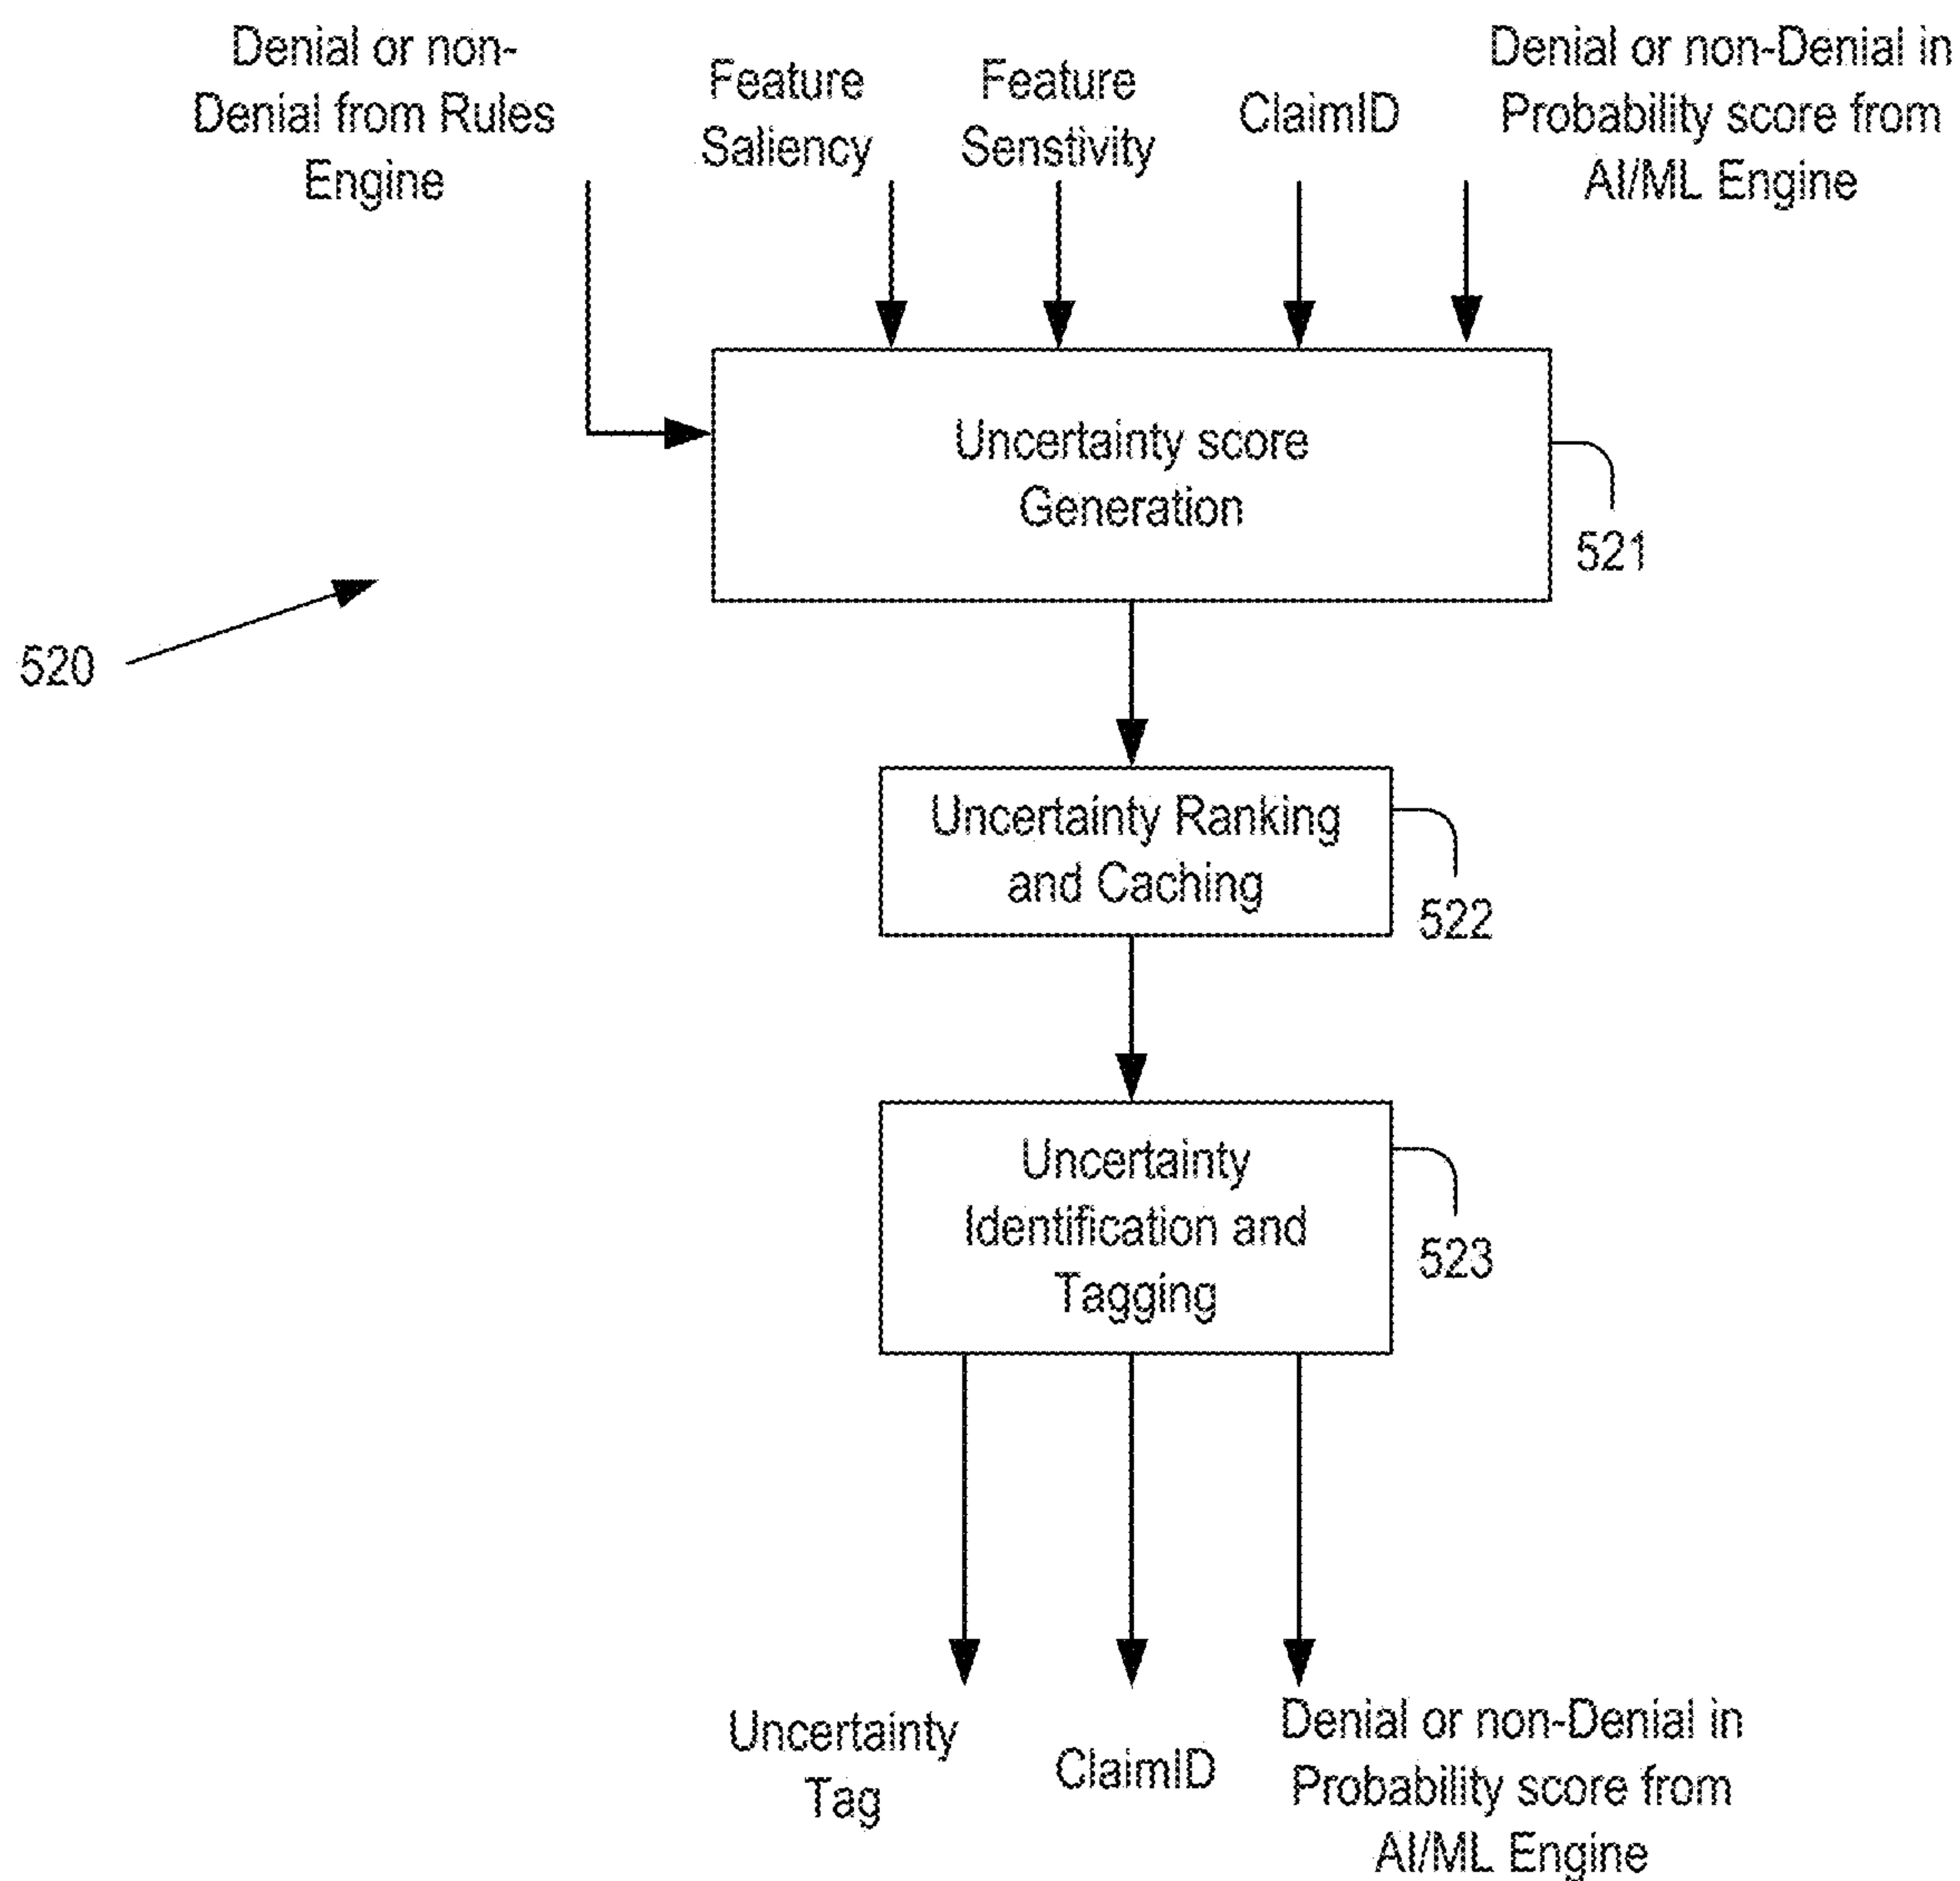 Denial or non-
Denial from Rules
Engine
Feature
Saliency
Feature
Senstivity
ClaimID
Denial or non-Denial in
Probability score from
AI/ML Engine
Uncertainty score
Generation
521
520
Uncertainty Ranking
and Caching
522
Uncertainty
Identification and
Tagging
523
Uncertainty
Tag
ClaimID
Denial or non-Denial in
Probability score from
AI/ML Engine